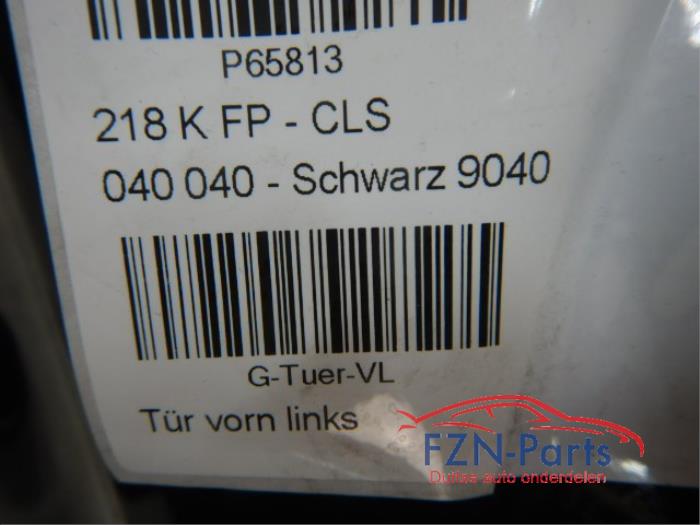 P65813
218 K FP - CLS
040 040 - Schwarz 9040
G-Tuer-VL
Tür vorn links
FZN-Parts
Duitse auto onderdelen